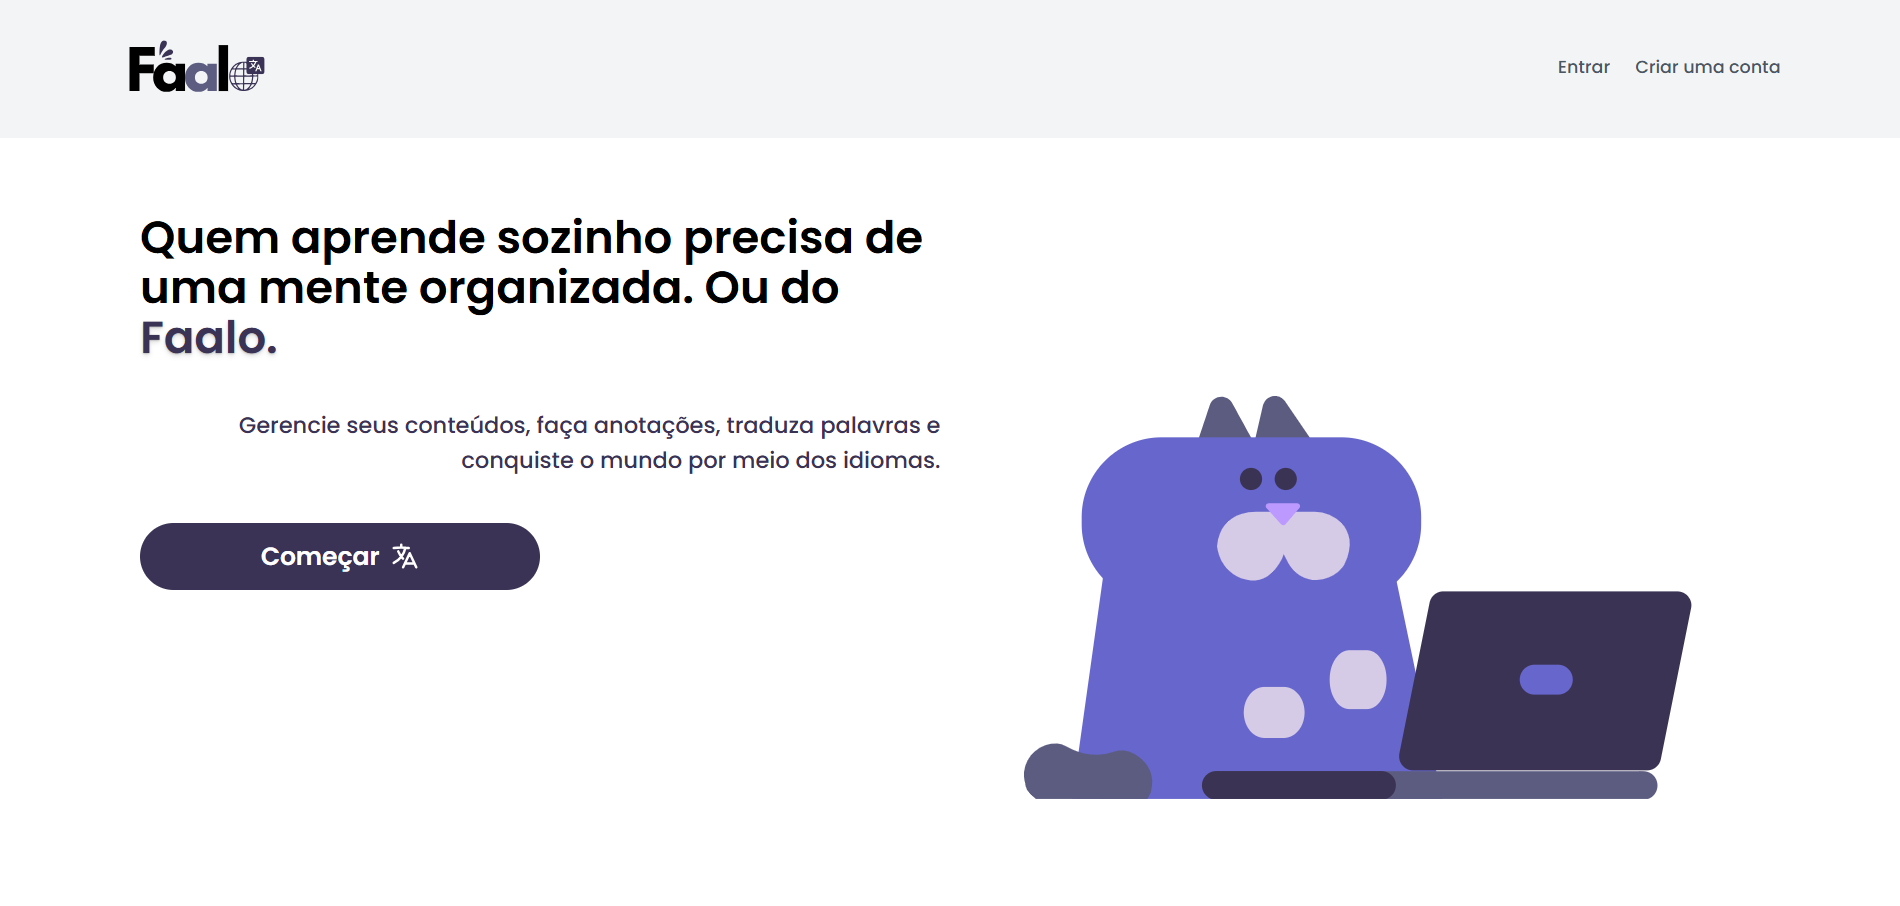 Faalo
Entrar Criar uma conta
Quem aprende sozinho precisa de
uma mente organizada. Ou do
Faalo.
Gerencie seus conteúdos, faça anotações, traduza palavras e
conquiste o mundo por meio dos idiomas.
Começar